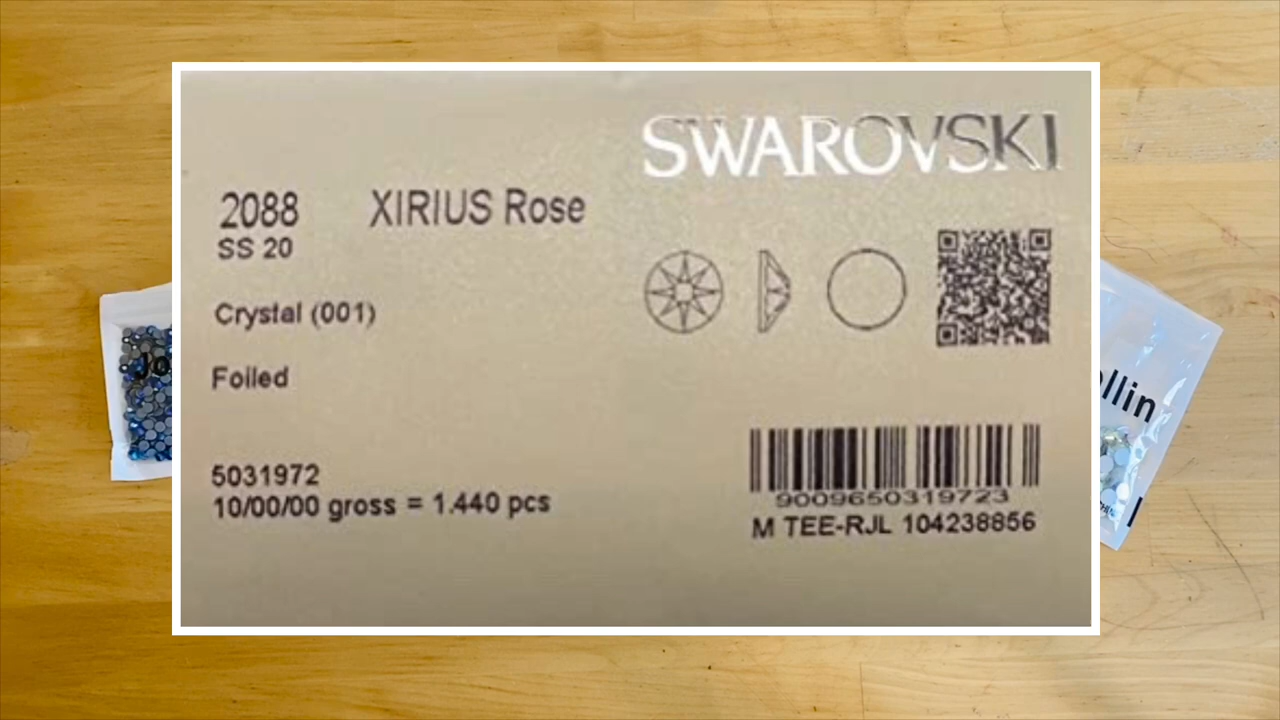 SWAROVSKI
2088 XIRIUS Rose
SS 20
Crystal (001)
Foiled
5031972
10/00/00 gross = 1.440 pcs
9009650319723
M TEE-RJL 104238856
llin